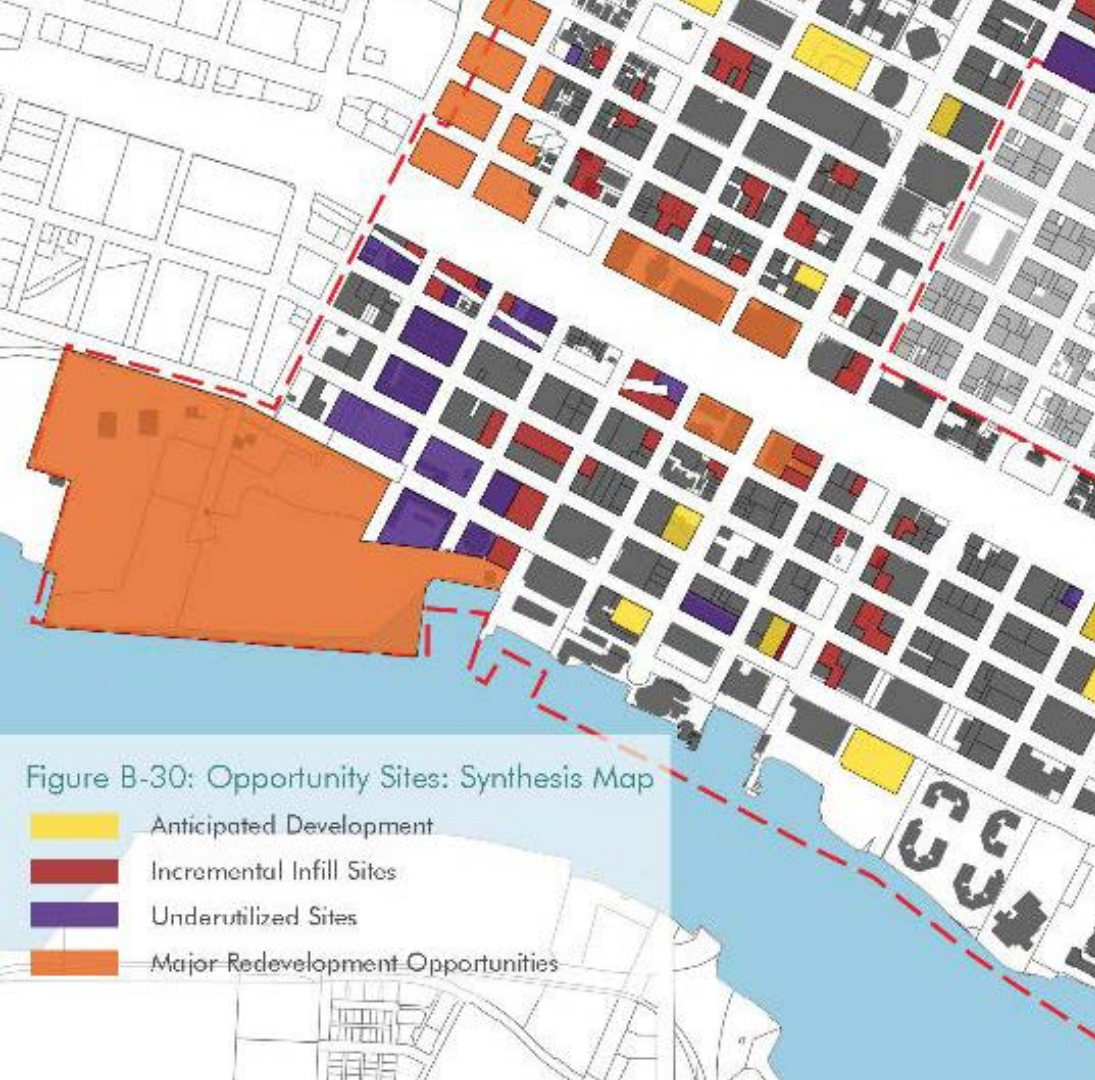 Figure B-30: Opportunity Sites: Synthesis Map
Anticipated Development
Incremental Infill Sites
Underutilized Sites
Major Redevelopment Opportunities